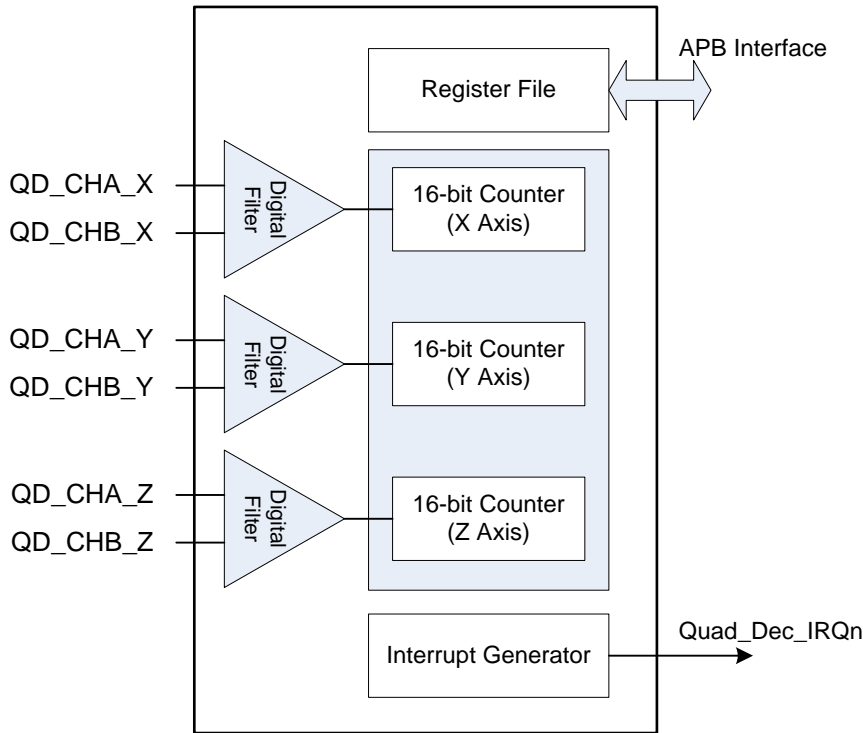 APB Interface
Register File
QD_CHA_X
QD_CHB_X
Digital
Filter
16-bit Counter
(X Axis)
QD_CHA_Y
QD_CHB_Y
Digital
Filter
16-bit Counter
(Y Axis)
QD_CHA_Z
QD_CHB_Z
Digital
Filter
16-bit Counter
(Z Axis)
Interrupt Generator
Quad_Dec_IRQn